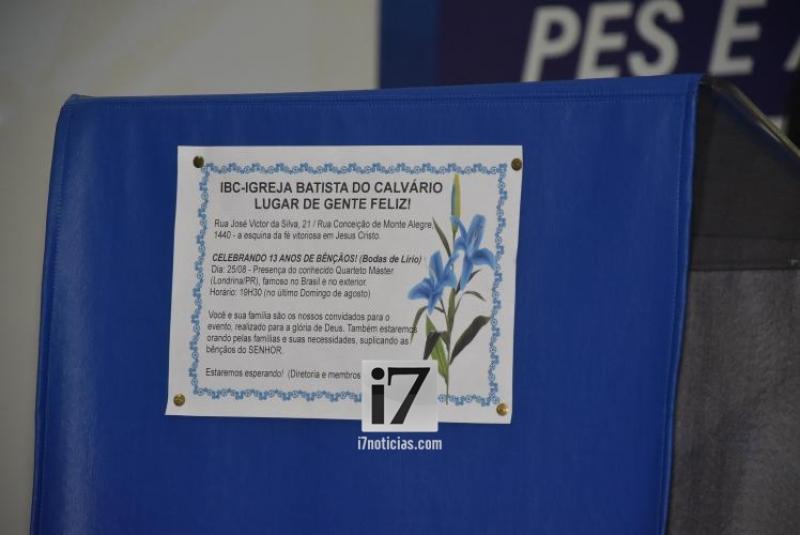 PES E A
IBC-IGREJA BATISTA DO CALVÁRIO
LUGAR DE GENTE FELIZ!
Rua José Victor da Silva, 21 / Rua Conceição de Monte Alegre,
1440 - a esquina da fé vitoriosa em Jesus Cristo.
CELEBRANDO 13 ANOS DE BÊNÇÃOS! (Bodas de Lírio)
Dia: 25/08 - Presença do conhecido Quarteto Máster
(Londrina/PR), famoso no Brasil e no exterior.
Horário: 19H30 (no último Domingo de agosto)
Você e sua família são os nossos convidados para o
evento, realizado para a glória de Deus. Também estaremos
orando pelas famílias e suas necessidades, suplicando as
bênçãos do SENHOR.
Estaremos esperando! (Diretoria e membros
i7
i7noticias.com